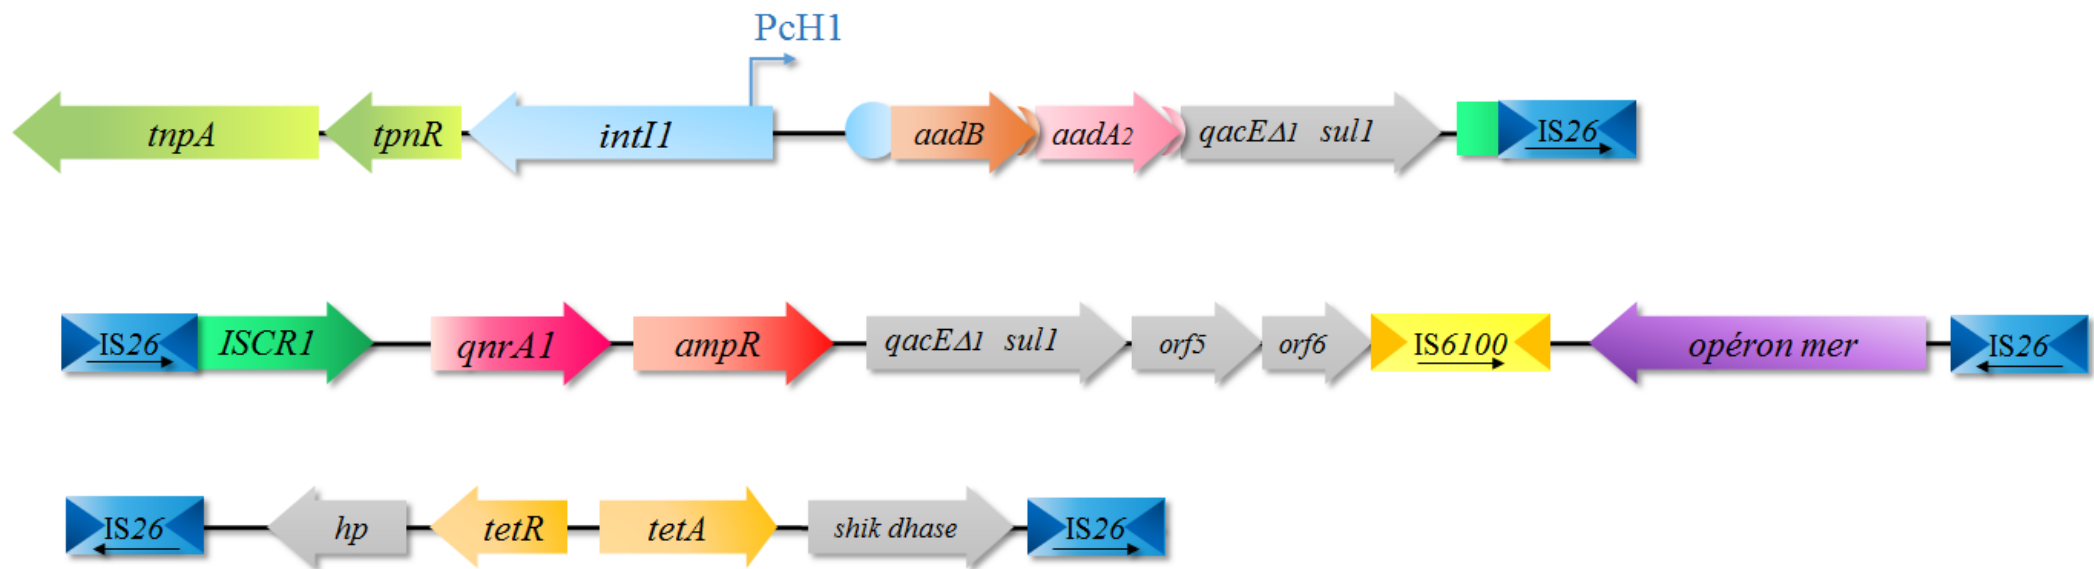 PcH1
tnpA tpnR intI1 aadB aadA2 qacEΔ1 sul1 IS26
IS26 ISCR1 qnrA1 ampR qacEΔ1 sul1 orf5 orf6 IS6100 opéron mer IS26
IS26 hp tetR tetA shik dhase IS26